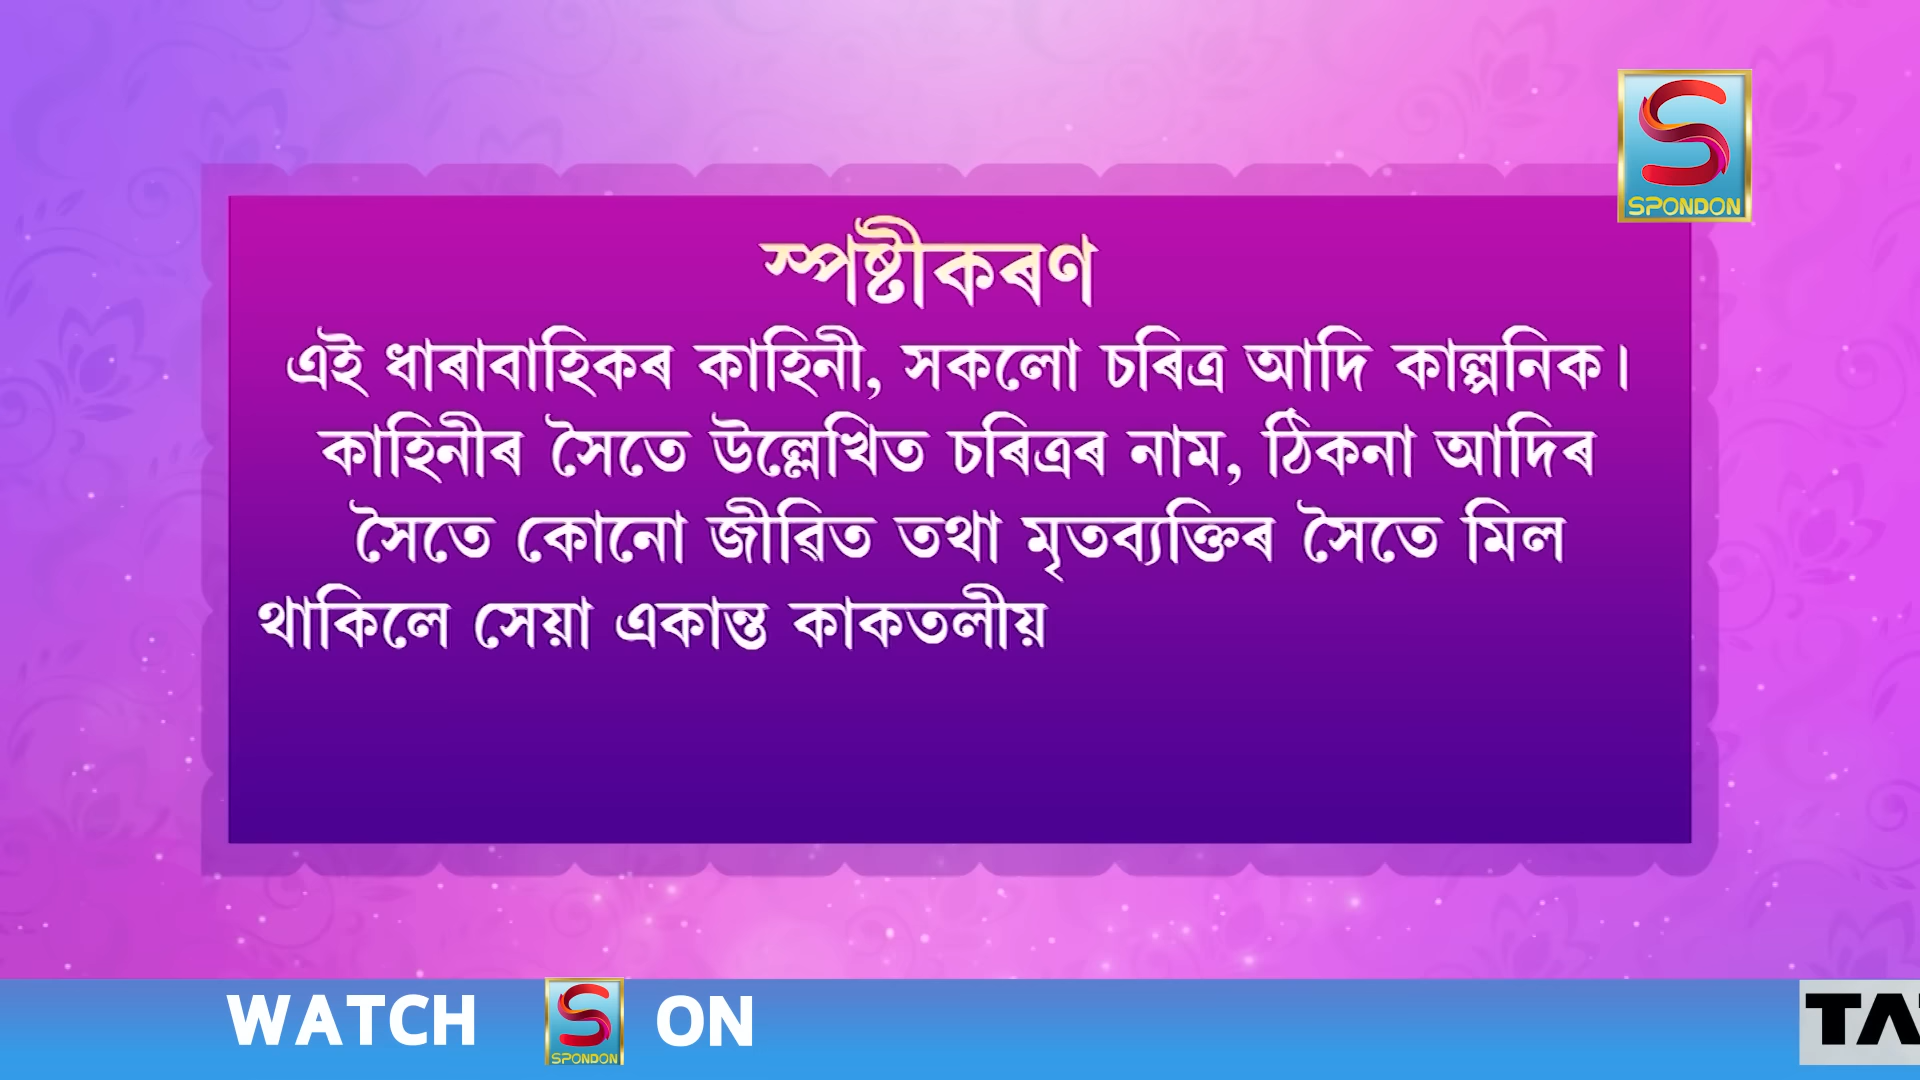 SPONDON
স্পষ্টীকৰণ
এই ধাৰাবাহিকৰ কাহিনী, সকলো চৰিত্ৰ আদি কাল্পনিক।
কাহিনীৰ সৈতে উল্লেখিত চৰিত্ৰৰ নাম, ঠিকনা আদিৰ
সৈতে কোনো জীৱিত তথা মৃতব্যক্তিৰ সৈতে মিল
থাকিলে সেয়া একান্ত কাকতলীয়
WATCH SPONDON ON